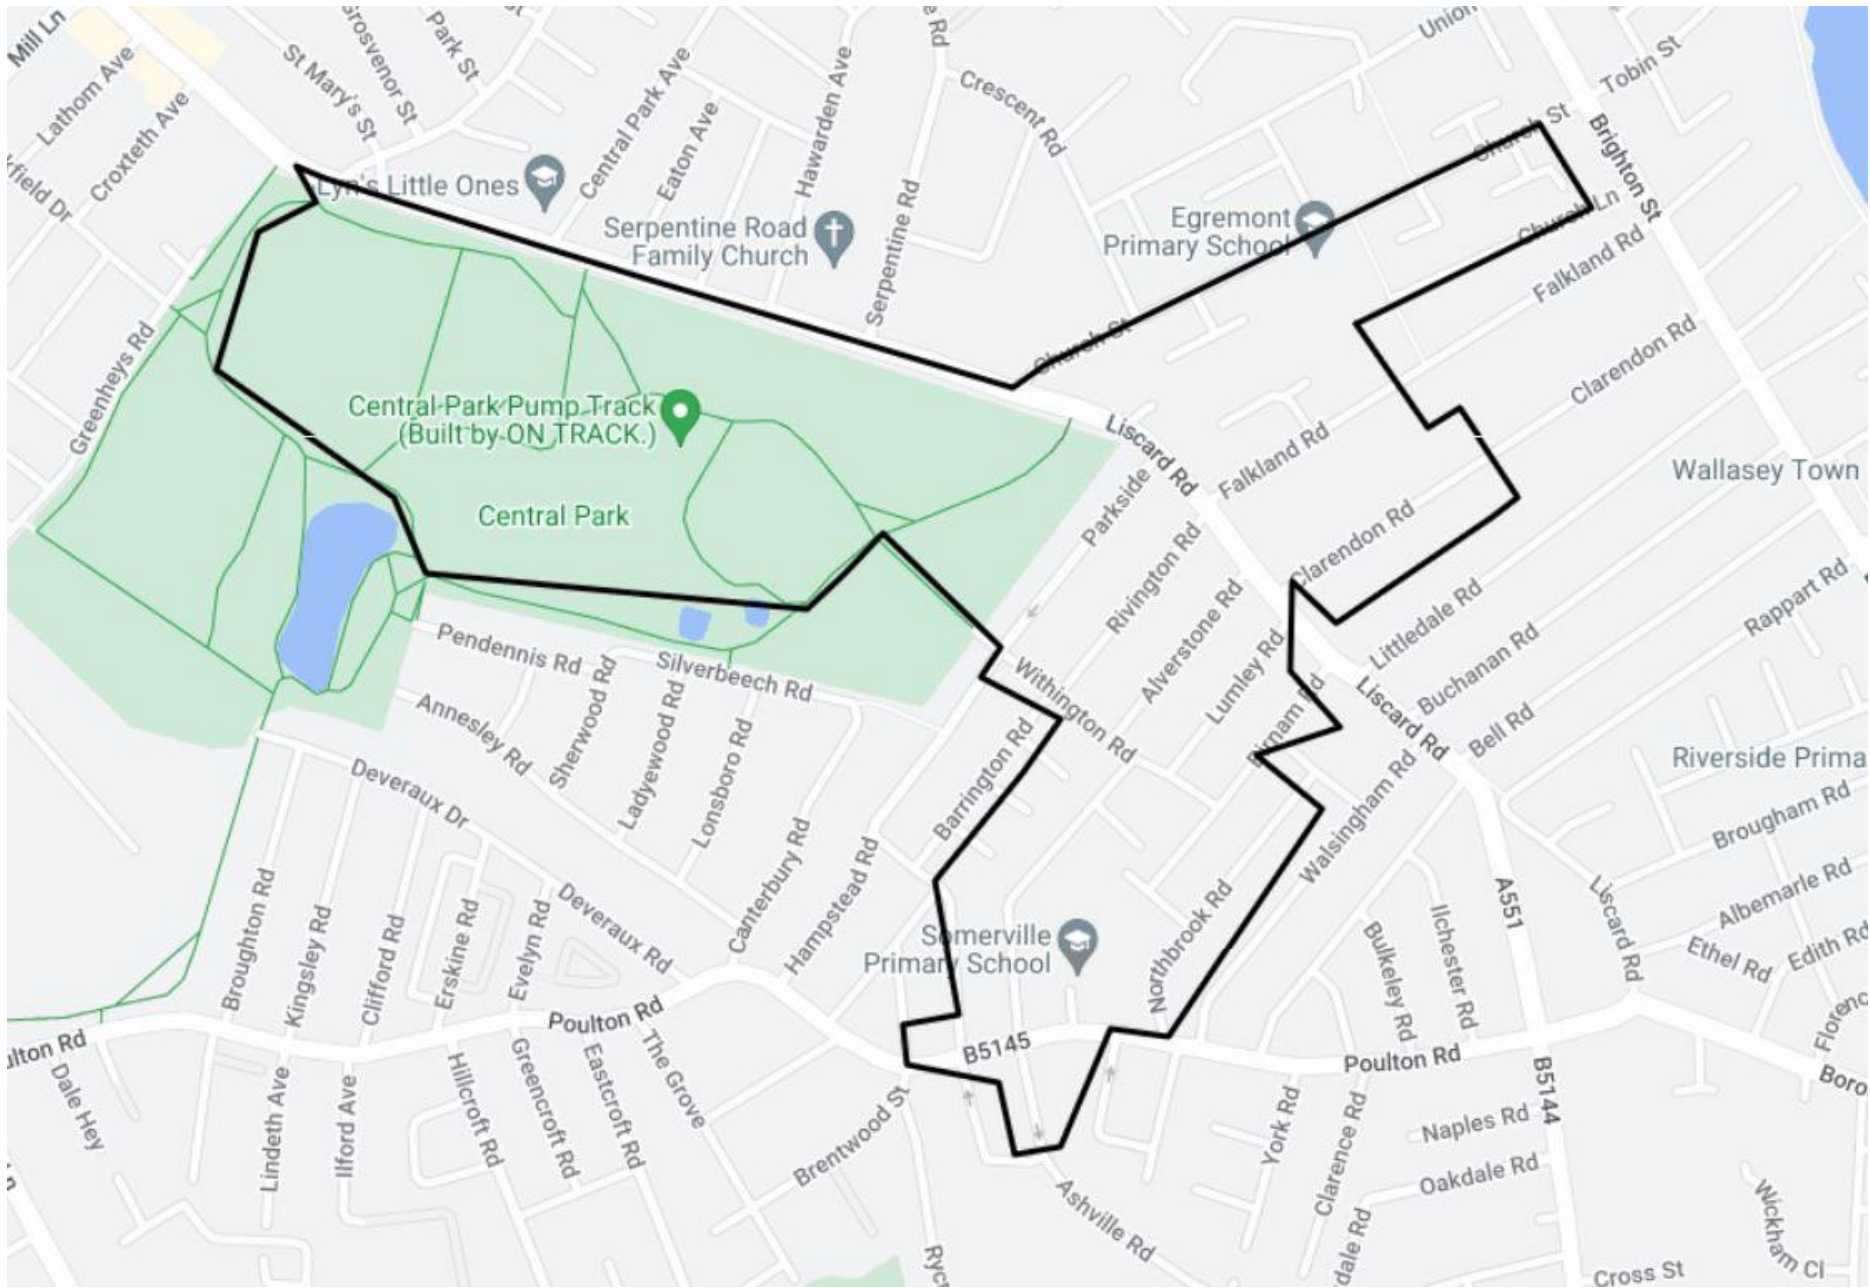 Mill Ln
Lathom Ave
Croxteth Ave
St Mary's St
Grosvenor St
Park St
Central Park Ave
Eaton Ave
Hawarden Ave
Crescent Rd
Union
Tobin St
Church St
Brighton St
Church Ln
Falkland Rd
Clarendon Rd
Lyn's Little Ones
Serpentine Road
Family Church
Serpentine Rd
Egremont
Primary School
Greenheys Rd
Church St
Central Park Pump Track
(Built by ON TRACK.)
Central Park
Liscard Rd
Falkland Rd
Parkside
Wallasey Town
Clarendon Rd
Rivington Rd
Alverstone Rd
Lumley Rd
Littledale Rd
Buchanan Rd
Rappart Rd
Pendennis Rd
Silverbeech Rd
Withington Rd
Birnam Rd
Liscard Rd
Bell Rd
Annesley Rd
Sherwood Rd
Ladyewood Rd
Lonsboro Rd
Barrington Rd
Walsingham Rd
Riverside Prima
Deveraux Dr
Brougham Rd
Canterbury Rd
Hampstead Rd
Albemarle Rd
Broughton Rd
Kingsley Rd
Clifford Rd
Erskine Rd
Evelyn Rd
Deveraux Rd
Somerville
Primary School
Northbrook Rd
Bulkeley Rd
Ilchester Rd
A551
Liscard Rd
Ethel Rd
Edith Rd
Poulton Rd
B5145
Poulton Rd
ulton Rd
Dale Hey
Lindeth Ave
Ilford Ave
Hillcroft Rd
Greencroft Rd
Eastcroft Rd
The Grove
Brentwood St
Ashville Rd
York Rd
Clarence Rd
B5144
Naples Rd
Oakdale Rd
Wickham Cl
Cross St